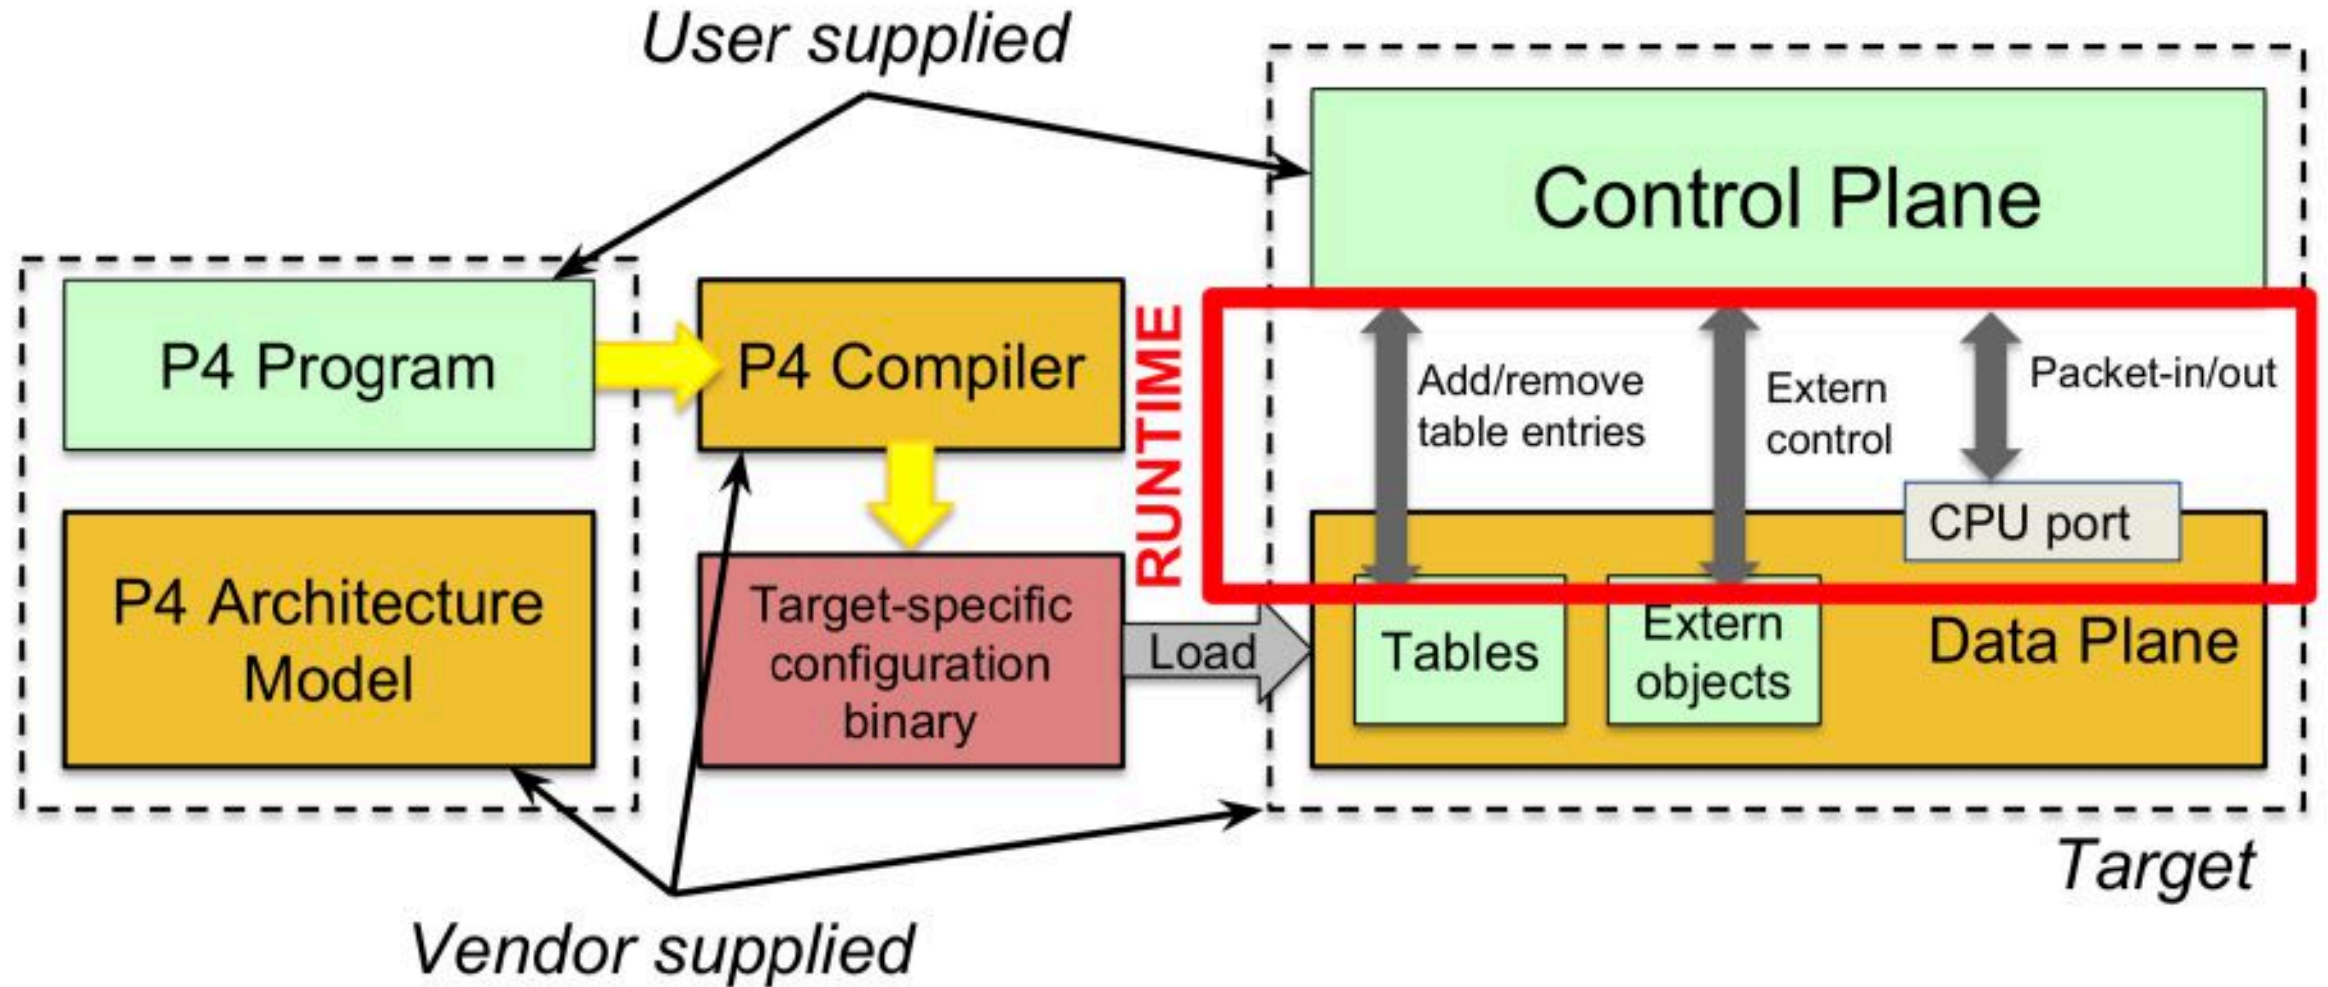 User supplied
Control Plane
P4 Program
P4 Compiler
RUNTIME
Add/remove
table entries
Extern
control
Packet-in/out
CPU port
P4 Architecture
Model
Target-specific
configuration
binary
Load
Tables
Extern
objects
Data Plane
Target
Vendor supplied